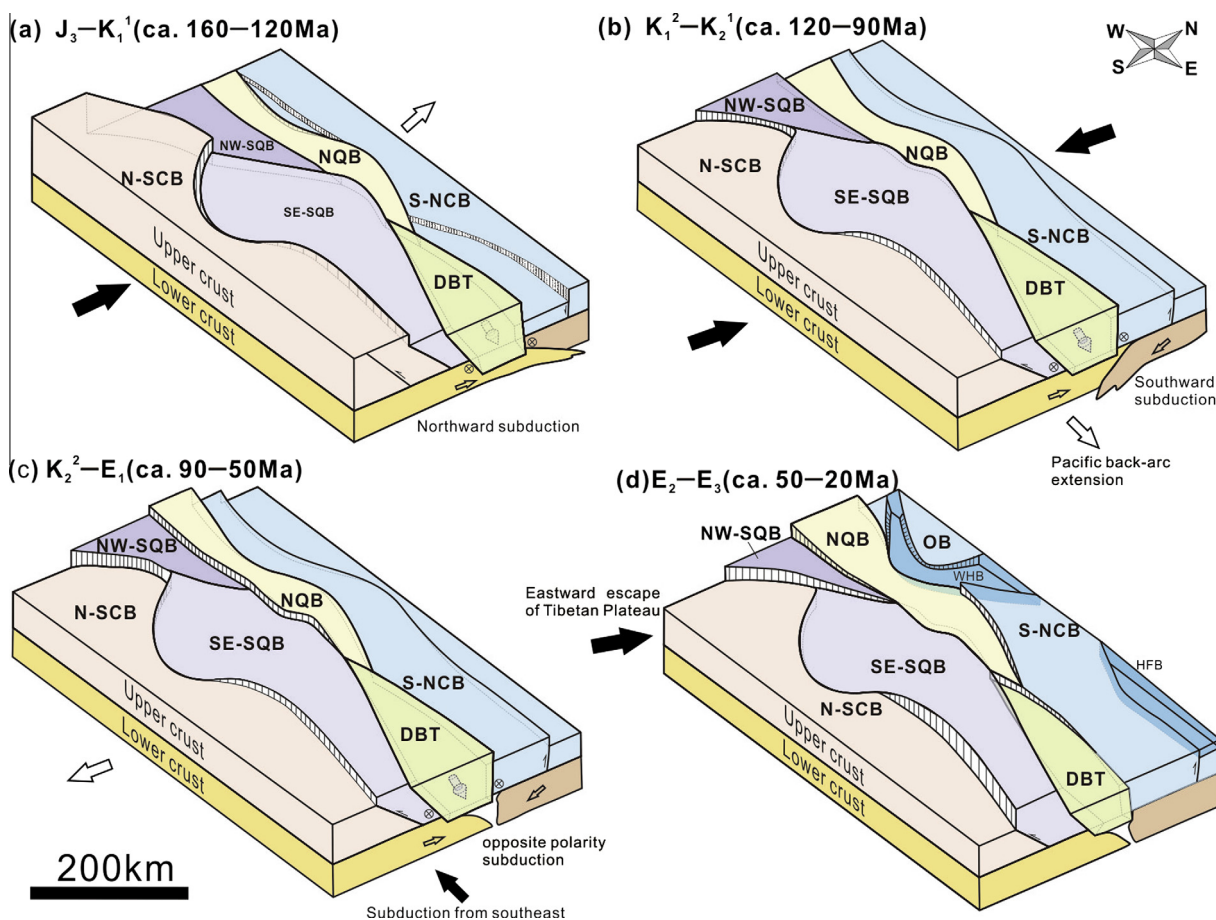 (a) J₃—K₁¹(ca. 160—120Ma)
NW-SQB
NQB
N-SCB
S-NCB
SE-SQB
Upper crust
Lower crust
DBT
Northward subduction
(b) K₁²—K₂¹(ca. 120—90Ma)
W N
S E
NW-SQB
N-SCB
NQB
SE-SQB
S-NCB
Upper crust
Lower crust
DBT
Southward
subduction
Pacific back-arc
extension
(c) K₂²—E₁(ca. 90—50Ma)
NW-SQB
N-SCB
NQB
SE-SQB
S-NCB
Upper crust
Lower crust
DBT
opposite polarity
subduction
200km
Subduction from southeast
(d)E₂—E₃(ca. 50—20Ma)
NW-SQB
NQB
OB
WHB
Eastward escape
of Tibetan Plateau
S-NCB
SE-SQB
HFB
N-SCB
Upper crust
Lower crust
DBT